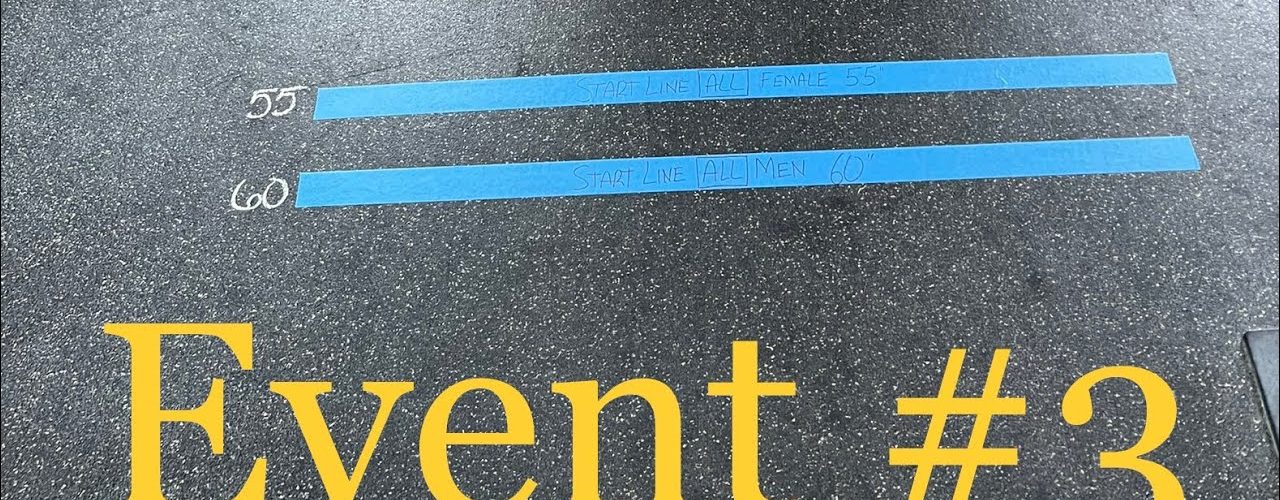 55 START LINE ALL FEMALE 55"
60 START LINE ALL MEN 60"
Event #3